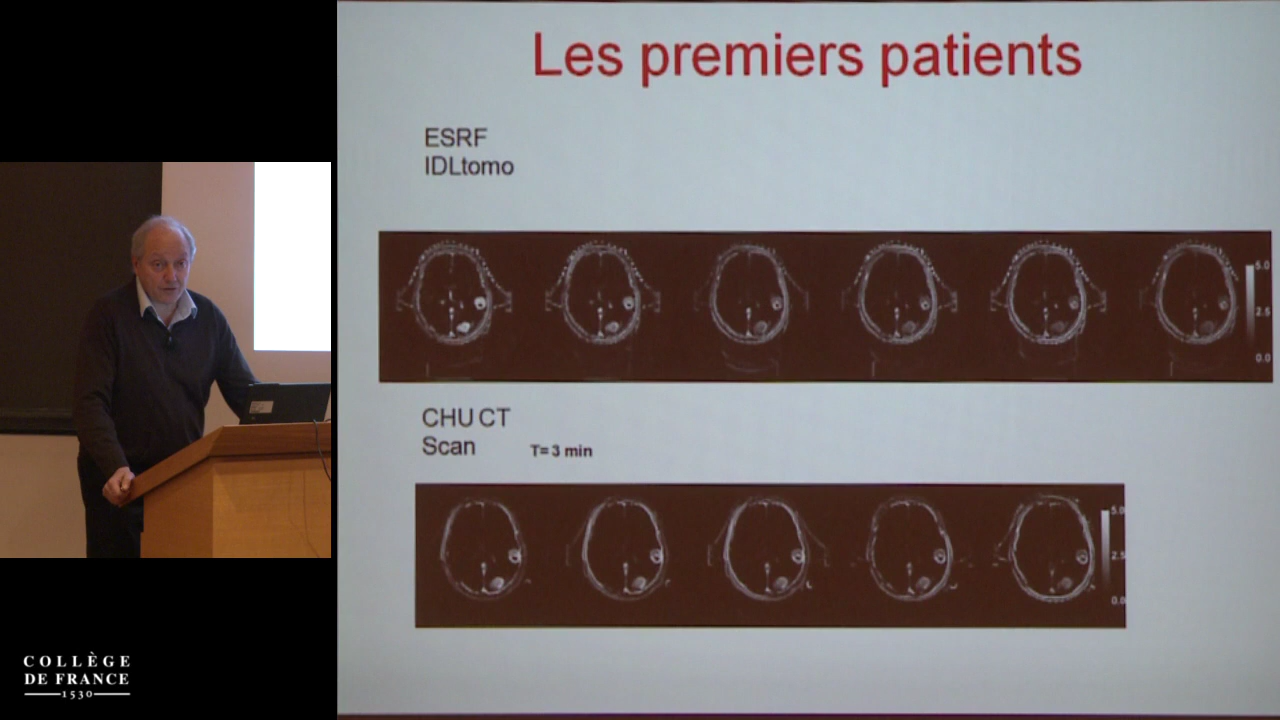 Les premiers patients
ESRF
IDLtomo
5.0
2.5
0.0
CHU CT
Scan T= 3 min
5.0
2.5
0.0
COLLÈGE
DE FRANCE
1530